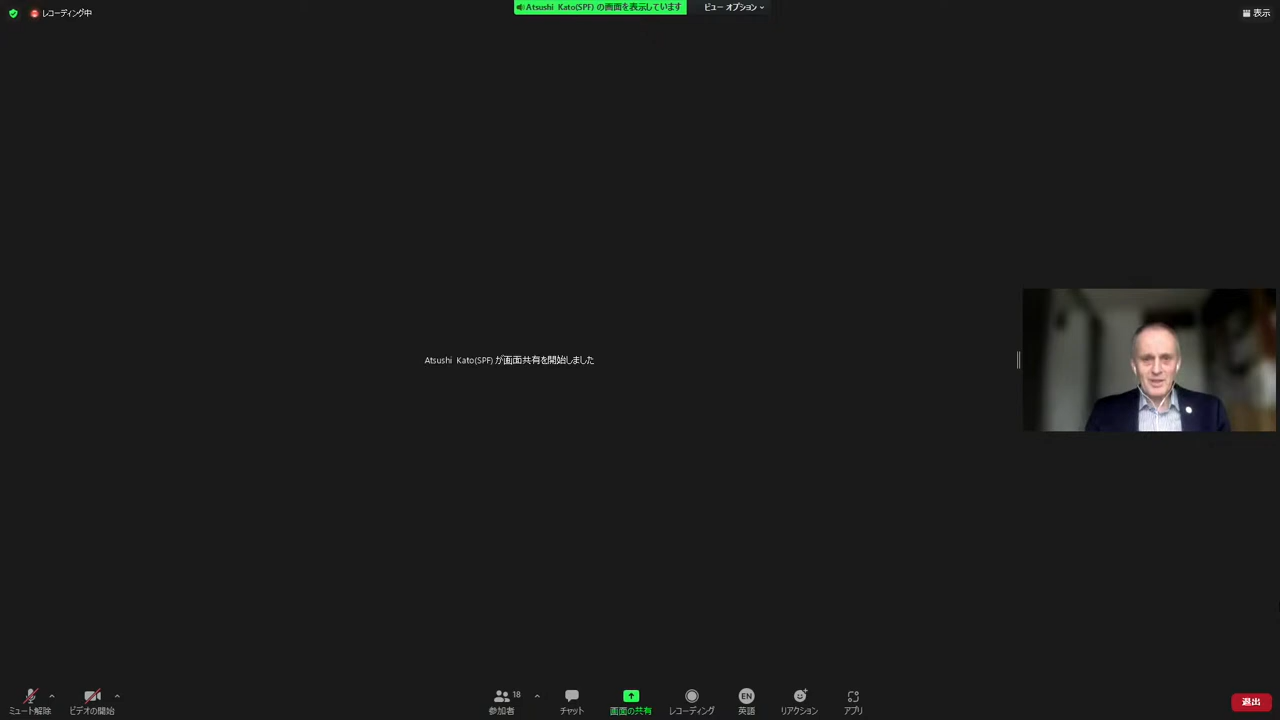 レコーディング中
Atsushi Kato(SPF) の画面を表示しています
ビュー オプション
表示
Atsushi Kato(SPF) が画面共有を開始しました
ミュート解除
ビデオの開始
18
参加者
チャット
画面の共有
レコーディング
EN
英語
リアクション
アプリ
退出